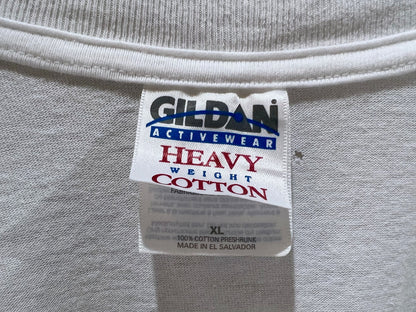 GILDAN
ACTIVEWEAR
HEAVY
WEIGHT
COTTON
XL
100% COTTON PRESHRUNK
MADE IN EL SALVADOR